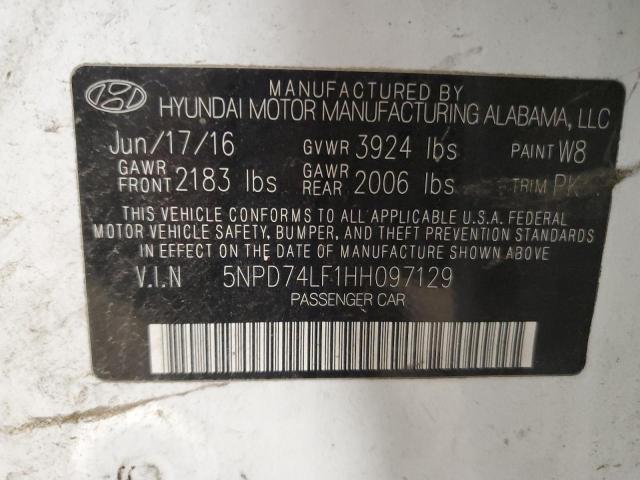 MANUFACTURED BY
HYUNDAI MOTOR MANUFACTURING ALABAMA, LLC
Jun/17/16 GVWR 3924 lbs PAINT W8
GAWR FRONT 2183 lbs GAWR REAR 2006 lbs TRIM PK
THIS VEHICLE CONFORMS TO ALL APPLICABLE U.S.A. FEDERAL
MOTOR VEHICLE SAFETY, BUMPER, AND THEFT PREVENTION STANDARDS
IN EFFECT ON THE DATE OF MANUFACTURE SHOWN ABOVE
V.I.N 5NPD74LF1HH097129
PASSENGER CAR